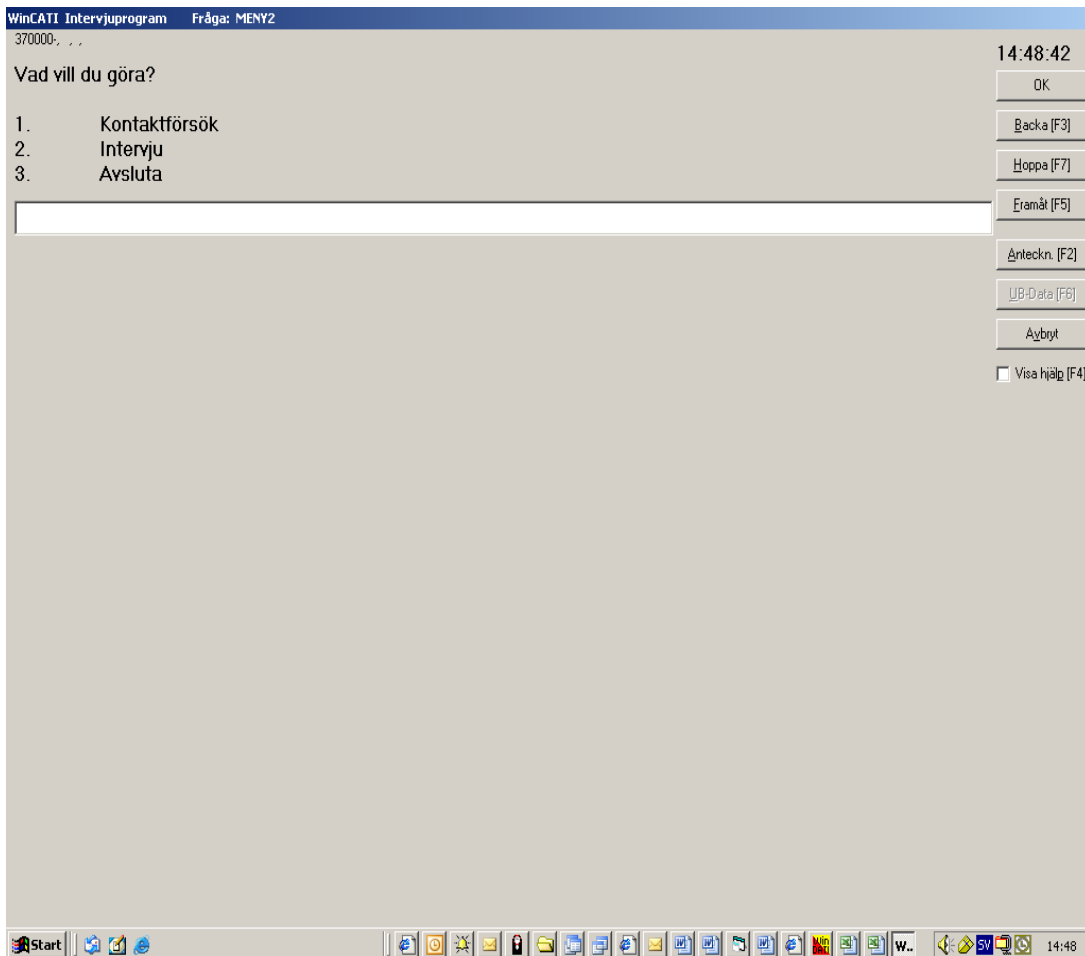 WinCATI Intervjuprogram Fråga: MENY2
370000-, , , ,
14:48:42
Vad vill du göra?
1. Kontaktförsök
2. Intervju
3. Avsluta
OK
Backa [F3]
Hoppa [F7]
Framåt [F5]
Anteckn. [F2]
UB-Data [F6]
Avbryt
Visa hjälp [F4]
Start
W..
SV
14:48